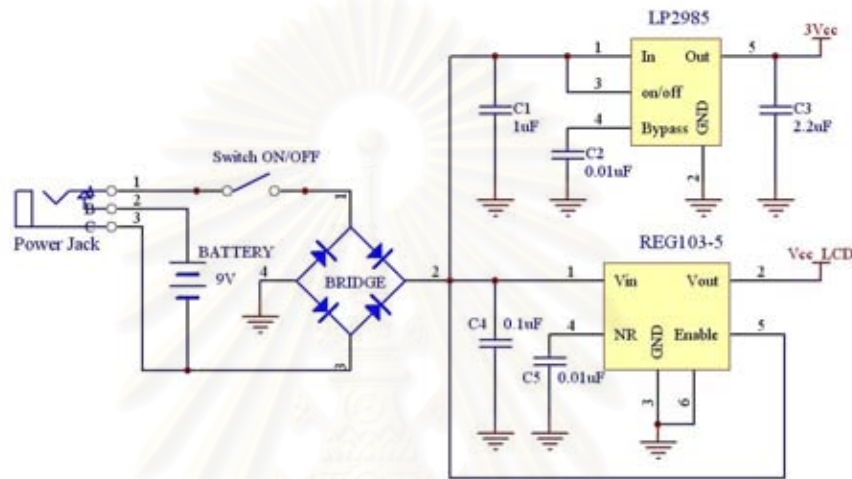 LP2985
3Vcc
1
In
Out
5
3
on/off
4
Bypass
GND
2
C1
1uF
C2
0.01uF
C3
2.2uF
Switch ON/OFF
A
1
B
2
C
3
Power Jack
BATTERY
9V
1
4
BRIDGE
2
3
REG103-5
Vcc_LCD
1
Vin
Vout
2
4
NR
GND
Enable
5
3
6
C4
0.1uF
C5
0.01uF